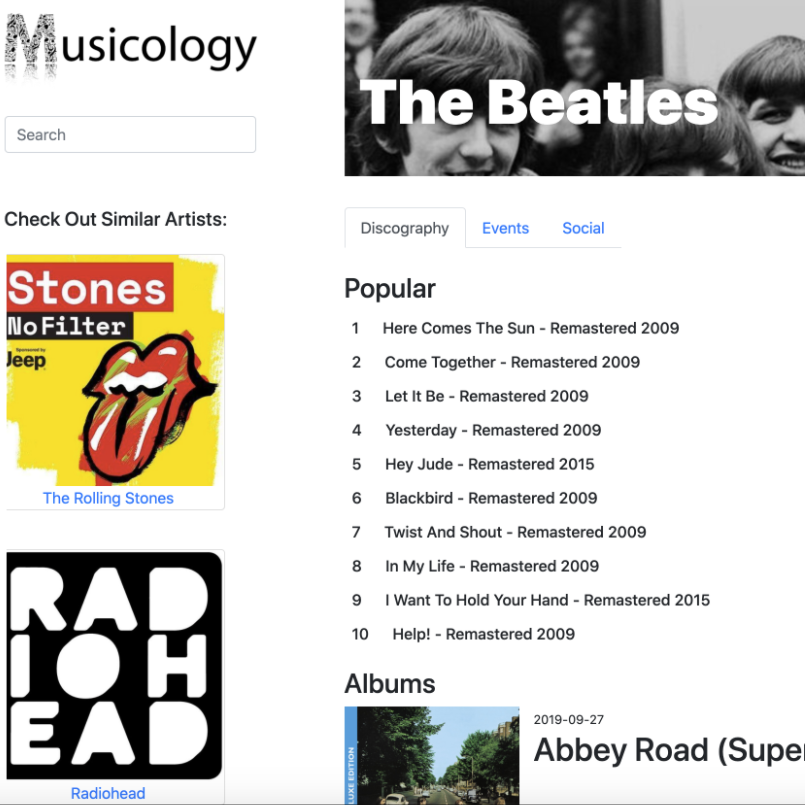 Musicology
Search
Check Out Similar Artists:
Stones
No Filter
Sponsored by
Jeep
The Rolling Stones
RAD
IOH
EAD
Radiohead
The Beatles
Discography Events Social
Popular
1 Here Comes The Sun - Remastered 2009
2 Come Together - Remastered 2009
3 Let It Be - Remastered 2009
4 Yesterday - Remastered 2009
5 Hey Jude - Remastered 2015
6 Blackbird - Remastered 2009
7 Twist And Shout - Remastered 2009
8 In My Life - Remastered 2009
9 I Want To Hold Your Hand - Remastered 2015
10 Help! - Remastered 2009
Albums
LUXE EDITION
2019-09-27
Abbey Road (Super